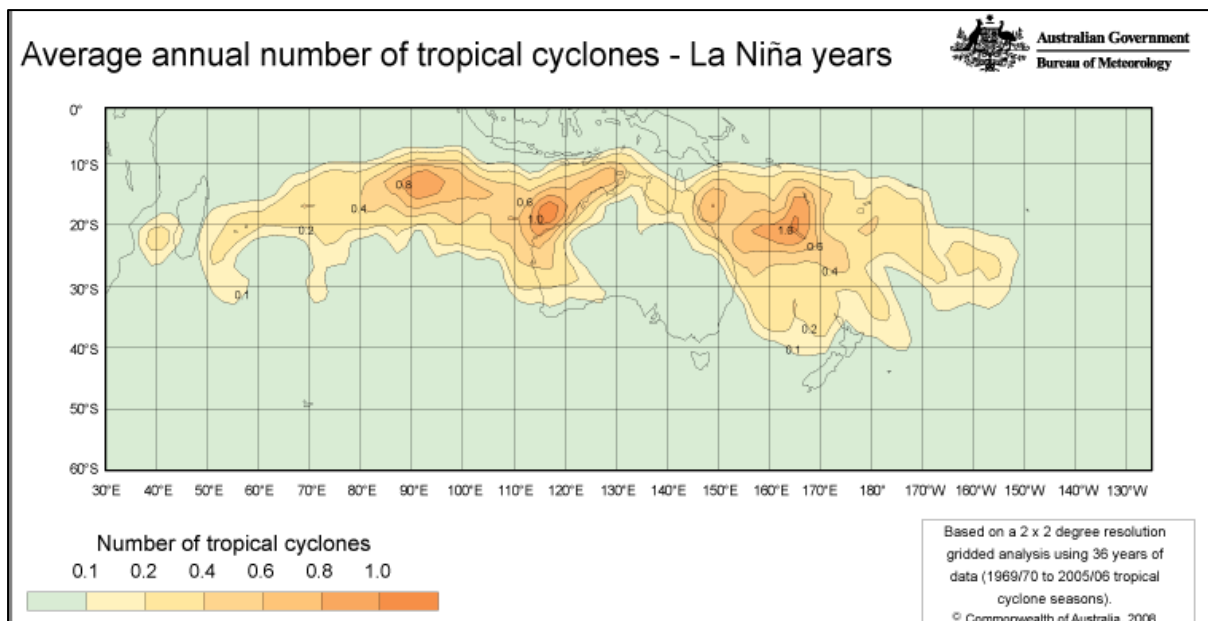 Average annual number of tropical cyclones - La Niña years
Australian Government
Bureau of Meteorology
0°
10°S
20°S
30°S
40°S
50°S
60°S
0.8
0.6
0.4
1.0
0.2
0.1
1.0
0.6
0.4
0.2
0.1
30°E 40°E 50°E 60°E 70°E 80°E 90°E 100°E 110°E 120°E 130°E 140°E 150°E 160°E 170°E 180° 170°W 160°W 150°W 140°W 130°W
Number of tropical cyclones
0.1 0.2 0.4 0.6 0.8 1.0
Based on a 2 x 2 degree resolution
gridded analysis using 36 years of
data (1969/70 to 2005/06 tropical
cyclone seasons).
© Commonwealth of Australia, 2008